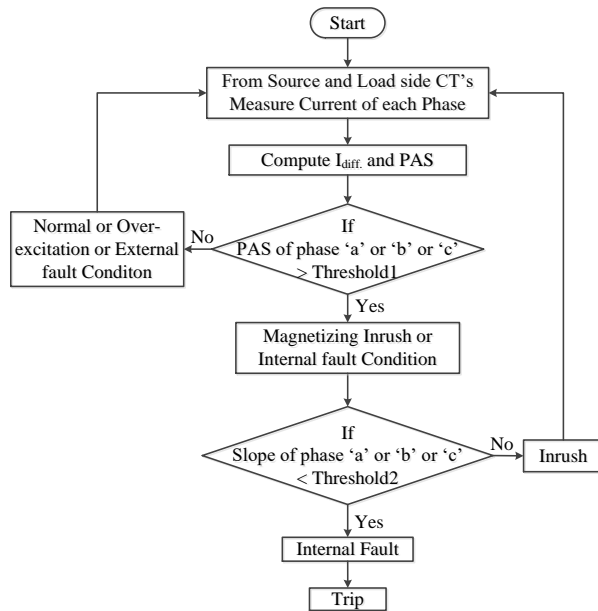 Start
From Source and Load side CT's
Measure Current of each Phase
Compute Idiff. and PAS
If
PAS of phase ‘a’ or ‘b’ or ‘c’
> Threshold1
No
Normal or Over-
excitation or External
fault Conditon
Yes
Magnetizing Inrush or
Internal fault Condition
If
Slope of phase ‘a’ or ‘b’ or ‘c’
< Threshold2
No
Inrush
Yes
Internal Fault
Trip